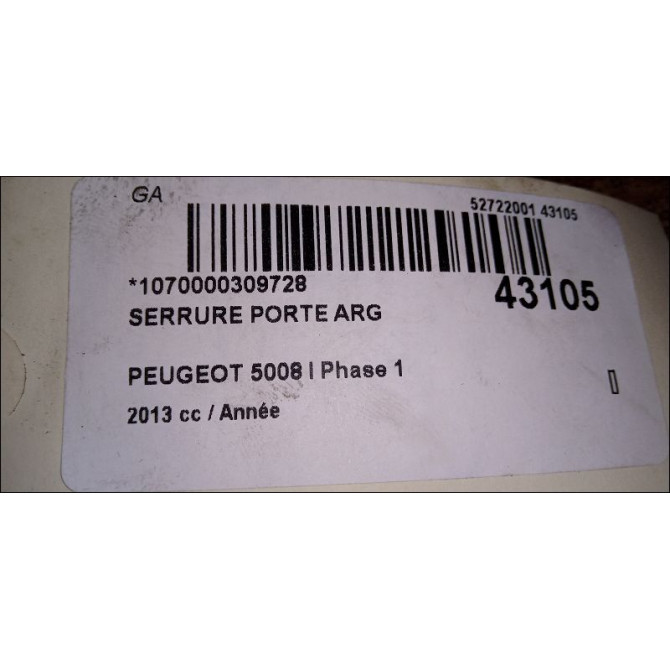 GA
52722001 43105
*1070000309728
43105
SERRURE PORTE ARG
PEUGEOT 5008 I Phase 1
2013 cc / Année